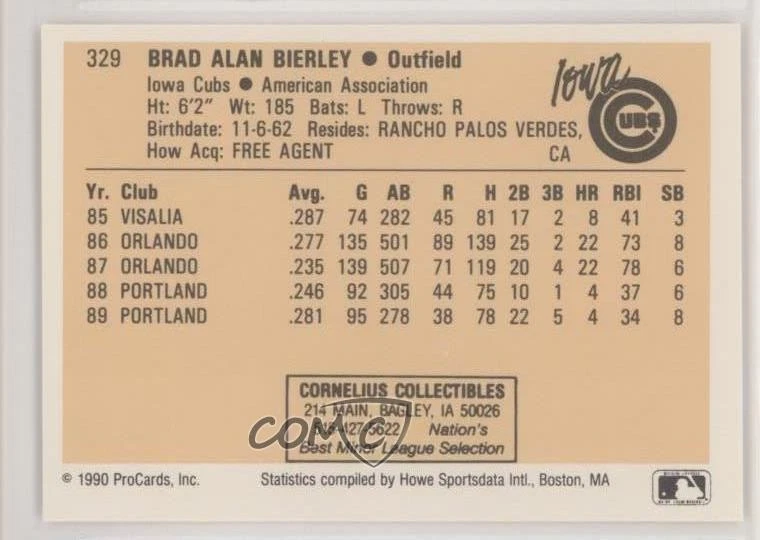 329 BRAD ALAN BIERLEY ● Outfield
Iowa Cubs ● American Association
Ht: 6'2" Wt: 185 Bats: L Throws: R
Birthdate: 11-6-62 Resides: RANCHO PALOS VERDES,
How Acq: FREE AGENT CA
Iowa
CUBS
Yr. Club Avg. G AB R H 2B 3B HR RBI SB
85 VISALIA .287 74 282 45 81 17 2 8 41 3
86 ORLANDO .277 135 501 89 139 25 2 22 73 8
87 ORLANDO .235 139 507 71 119 20 4 22 78 6
88 PORTLAND .246 92 305 44 75 10 1 4 37 6
89 PORTLAND .281 95 278 38 78 22 5 4 34 8
CORNELIUS COLLECTIBLES
214 MAIN, BAGLEY, IA 50026
515-427-5622 Nation's
Best Minor League Selection
COMC
© 1990 ProCards, Inc. Statistics compiled by Howe Sportsdata Intl., Boston, MA